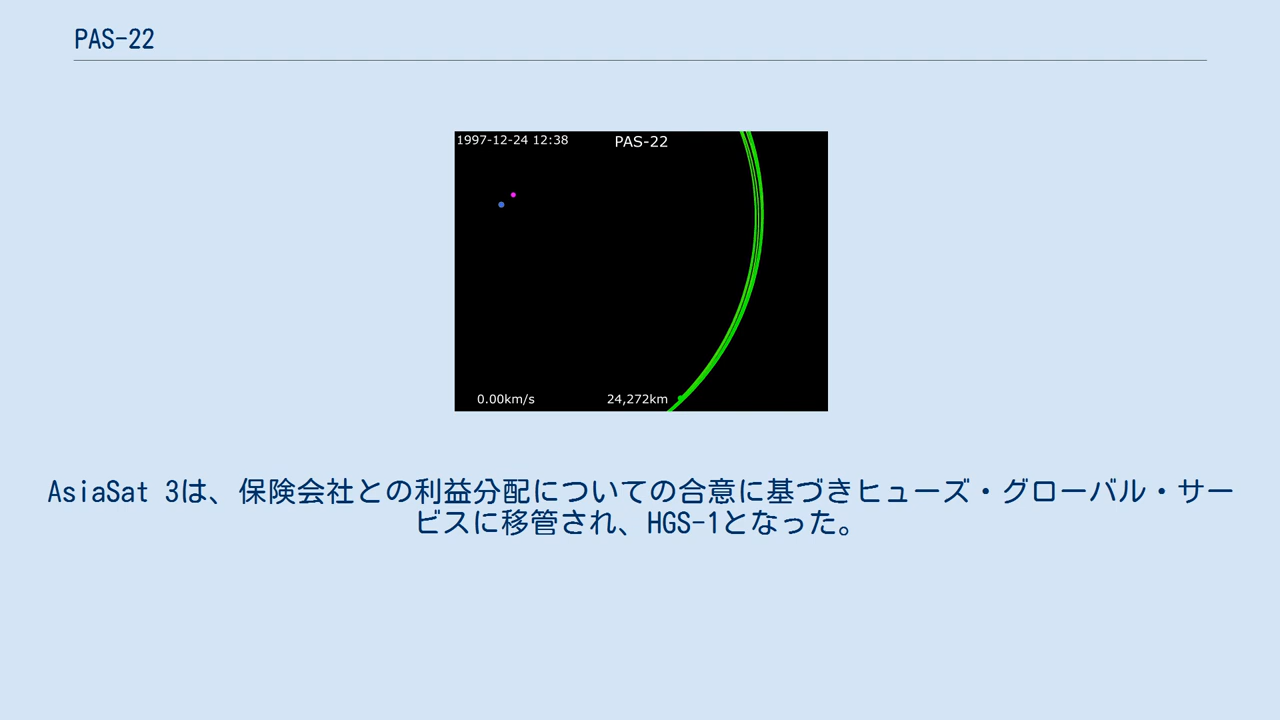 PAS-22
1997-12-24 12:38
PAS-22
0.00km/s
24,272km
AsiaSat 3は、保険会社との利益分配についての合意に基づきヒューズ・グローバル・サー
ビスに移管され、HGS-1となった。